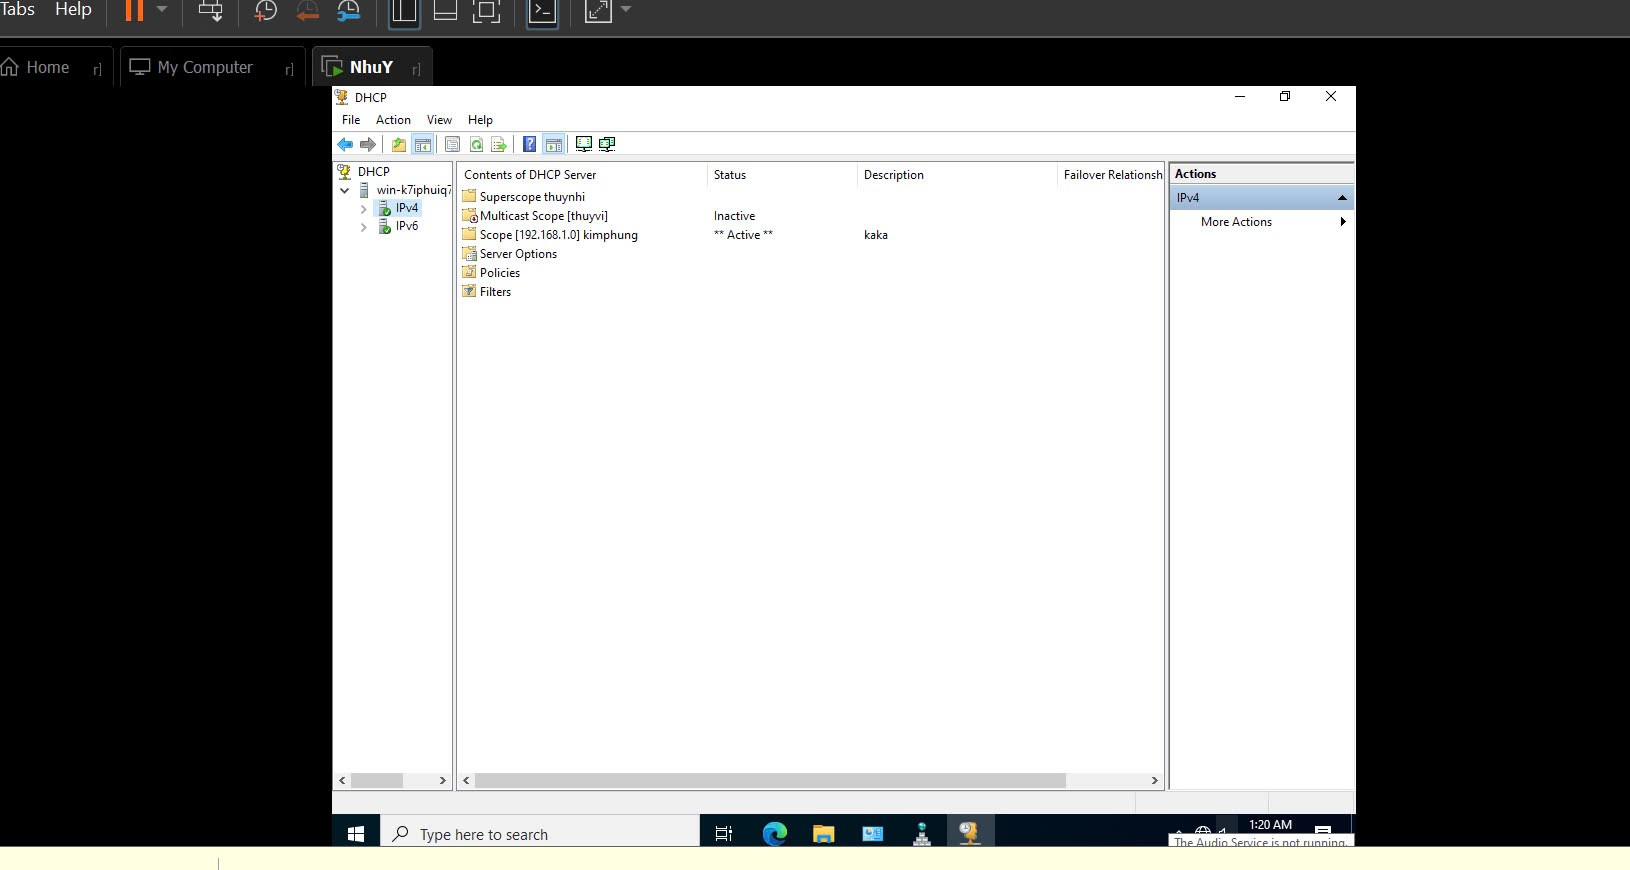 Tabs Help
Home
My Computer
NhuY
DHCP
File Action View Help
DHCP
win-k7iphuiq7
IPv4
IPv6
Contents of DHCP Server Status Description Failover Relationsh
Superscope thuynhi
Multicast Scope [thuyvi] Inactive
Scope [192.168.1.0] kimphung ** Active ** kaka
Server Options
Policies
Filters
Actions
IPv4
More Actions
Type here to search
1:20 AM
The Audio Service is not running.